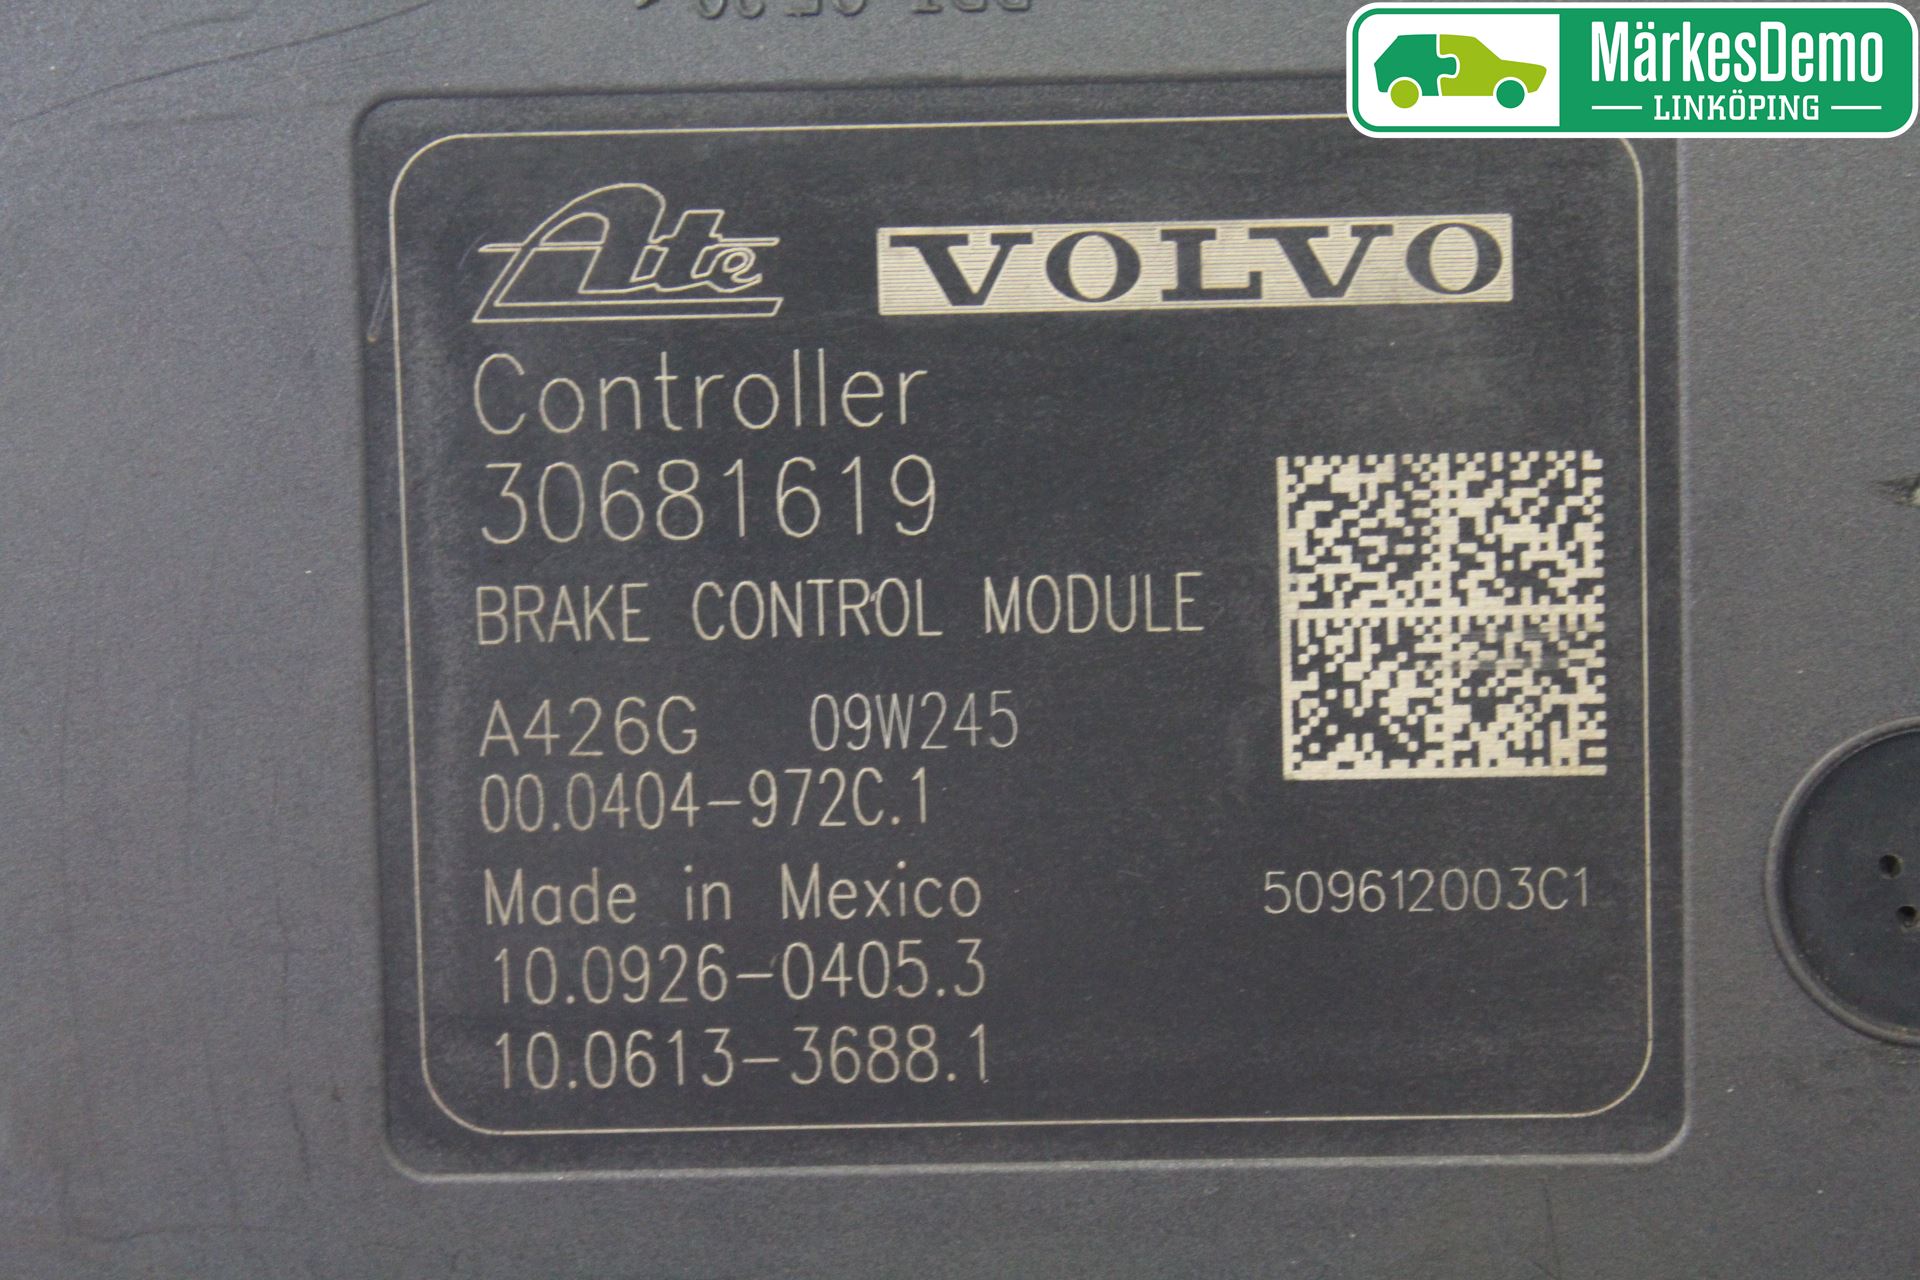 MärkesDemo
LINKÖPING
Ate VOLVO
Controller
30681619
BRAKE CONTROL MODULE
A426G 09W245
00.0404-972C.1
Made in Mexico 509612003C1
10.0926-0405.3
10.0613-3688.1